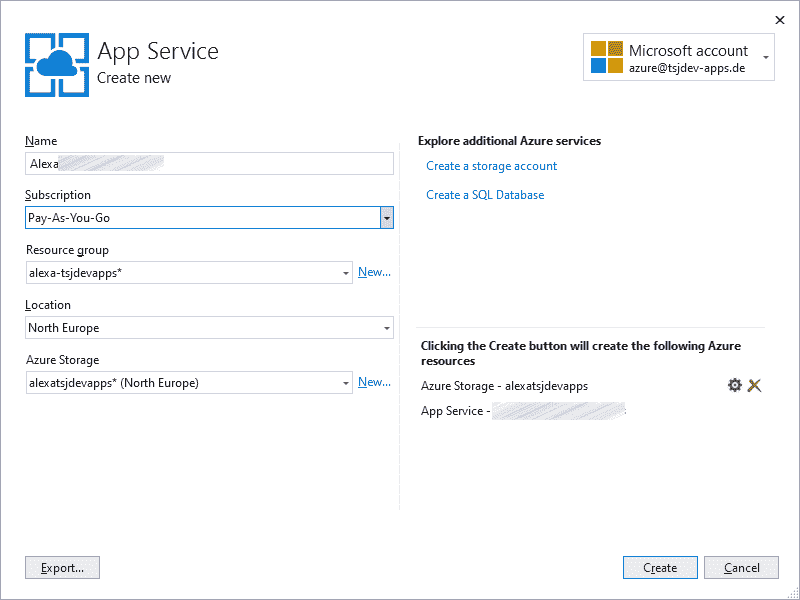 App Service
Create new
Microsoft account
azure@tsjdev-apps.de
Name
Alexa
Subscription
Pay-As-You-Go
Resource group
alexa-tsjdevapps*
New...
Location
North Europe
Azure Storage
alexatsjdevapps* (North Europe)
New...
Explore additional Azure services
Create a storage account
Create a SQL Database
Clicking the Create button will create the following Azure
resources
Azure Storage - alexatsjdevapps
App Service -
Export...
Create
Cancel